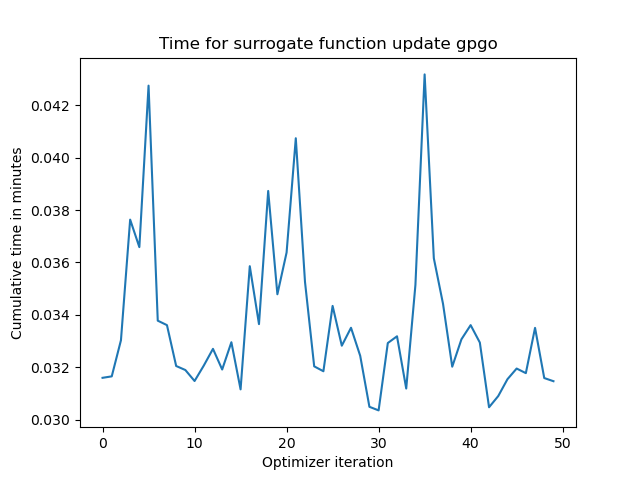 Time for surrogate function update gpgo
Cumulative time in minutes
0.042
0.040
0.038
0.036
0.034
0.032
0.030
0 10 20 30 40 50
Optimizer iteration